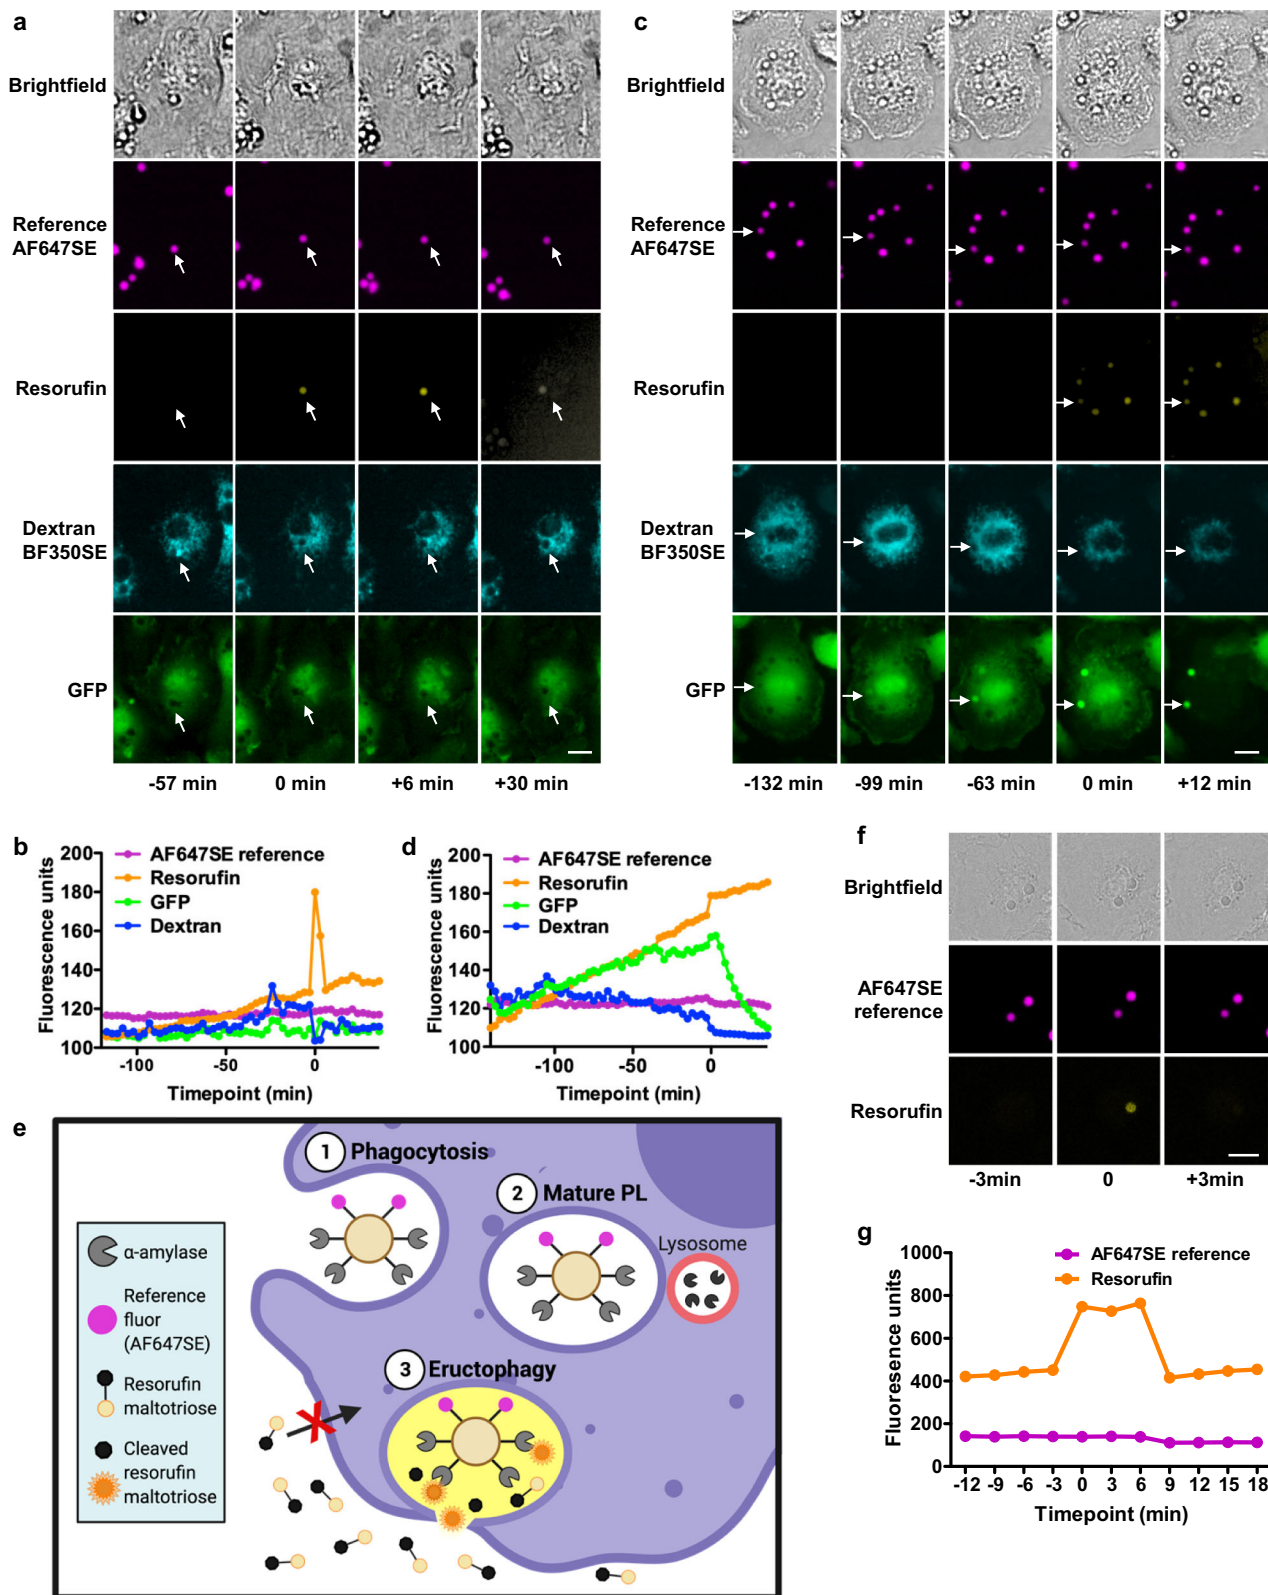 a
Brightfield
Reference
AF647SE
Resorufin
Dextran
BF350SE
GFP
-57 min
0 min
+6 min
+30 min
c
Brightfield
Reference
AF647SE
Resorufin
Dextran
BF350SE
GFP
-132 min
-99 min
-63 min
0 min
+12 min
b
Fluorescence units
200
180
160
140
120
100
AF647SE reference
Resorufin
GFP
Dextran
-100
-50
0
Timepoint (min)
d
Fluorescence units
200
180
160
140
120
100
AF647SE reference
Resorufin
GFP
Dextran
-100
-50
0
Timepoint (min)
f
Brightfield
AF647SE
reference
Resorufin
-3min
0
+3min
e
1 Phagocytosis
2 Mature PL
Lysosome
3 Eructophagy
α-amylase
Reference
fluor
(AF647SE)
Resorufin
maltotriose
Cleaved
resorufin
maltotriose
g
Fluoresence units
1000
800
600
400
200
0
AF647SE reference
Resorufin
-12 -9 -6 -3 0 3 6 9 12 15 18
Timepoint (min)